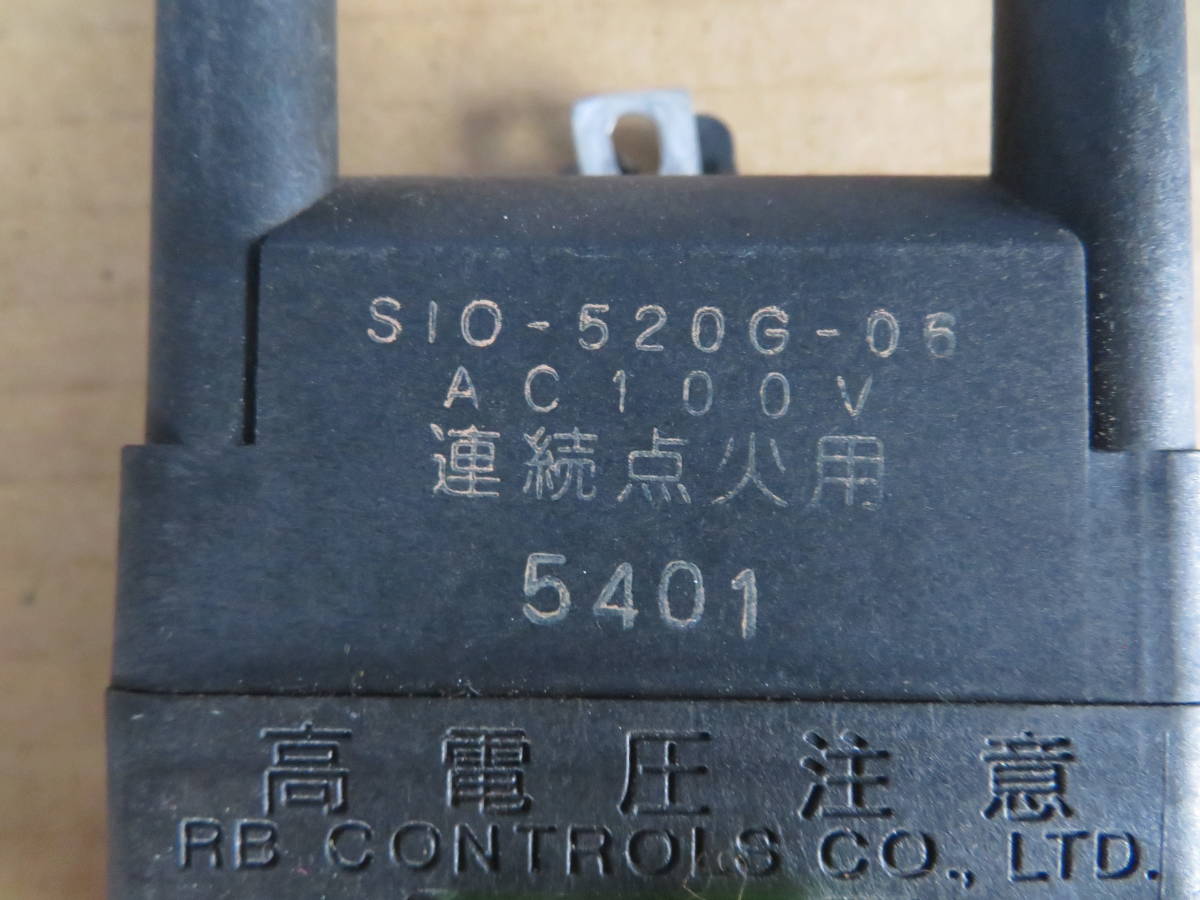 SIO-520G-06
AC100V
連続点火用
5401
高電圧注意
RB CONTROLS CO., LTD.